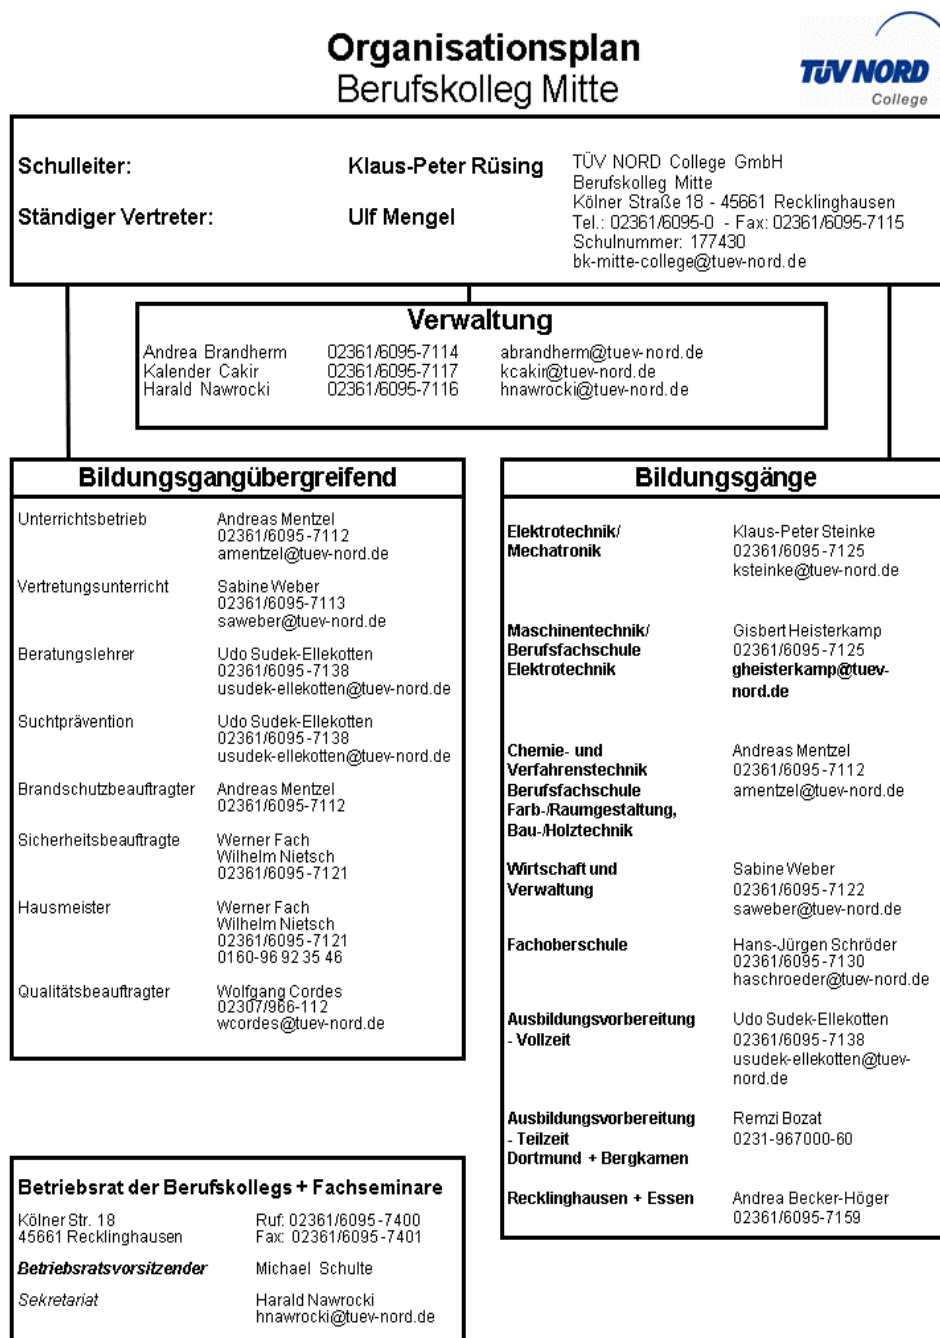 Organisationsplan
Berufskolleg Mitte
TÜV NORD
College
Schulleiter: Klaus-Peter Rüsing
Ständiger Vertreter: Ulf Mengel
TÜV NORD College GmbH
Berufskolleg Mitte
Kölner Straße 18 - 45661 Recklinghausen
Tel.: 02361/6095-0 - Fax: 02361/6095-7115
Schulnummer: 177430
bk-mitte-college@tuev-nord.de
Verwaltung
Andrea Brandherm 02361/6095-7114 abrandherm@tuev-nord.de
Kalender Cakir 02361/6095-7117 kcakir@tuev-nord.de
Harald Nawrocki 02361/6095-7116 hnawrocki@tuev-nord.de
Bildungsgangübergreifend
Unterrichtsbetrieb Andreas Mentzel
02361/6095-7112
amentzel@tuev-nord.de
Vertretungsunterricht Sabine Weber
02361/6095-7113
saweber@tuev-nord.de
Beratungslehrer Udo Sudek-Ellekotten
02361/6095-7138
usudek-ellekotten@tuev-nord.de
Suchtprävention Udo Sudek-Ellekotten
02361/6095-7138
usudek-ellekotten@tuev-nord.de
Brandschutzbeauftragter Andreas Mentzel
02361/6095-7112
Sicherheitsbeauftragte Werner Fach
Wilhelm Nietsch
02361/6095-7121
Hausmeister Werner Fach
Wilhelm Nietsch
02361/6095-7121
0160-96 92 35 46
Qualitätsbeauftragter Wolfgang Cordes
02307/966-112
wcordes@tuev-nord.de
Bildungsgänge
Elektrotechnik/ Klaus-Peter Steinke
Mechatronik 02361/6095-7125
ksteinke@tuev-nord.de
Maschinentechnik/ Gisbert Heisterkamp
Berufsfachschule 02361/6095-7125
Elektrotechnik gheisterkamp@tuev-
nord.de
Chemie- und Andreas Mentzel
Verfahrenstechnik 02361/6095-7112
Berufsfachschule amentzel@tuev-nord.de
Farb-/Raumgestaltung,
Bau-/Holztechnik
Wirtschaft und Sabine Weber
Verwaltung 02361/6095-7122
saweber@tuev-nord.de
Fachoberschule Hans-Jürgen Schröder
02361/6095-7130
haschroeder@tuev-nord.de
Ausbildungsvorbereitung Udo Sudek-Ellekotten
- Vollzeit 02361/6095-7138
usudek-ellekotten@tuev-
nord.de
Ausbildungsvorbereitung Remzi Bozat
- Teilzeit 0231-967000-60
Dortmund + Bergkamen
Recklinghausen + Essen Andrea Becker-Höger
02361/6095-7159
Betriebsrat der Berufskollegs + Fachseminare
Kölner Str. 18 Ruf: 02361/6095-7400
45661 Recklinghausen Fax: 02361/6095-7401
Betriebsratsvorsitzender Michael Schulte
Sekretariat Harald Nawrocki
hnawrocki@tuev-nord.de